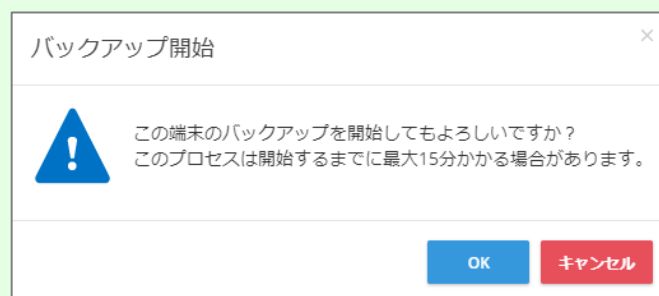 バックアップ開始
×
この端末のバックアップを開始してもよろしいですか？
このプロセスは開始するまでに最大15分かかる場合があります。
OK
キャンセル